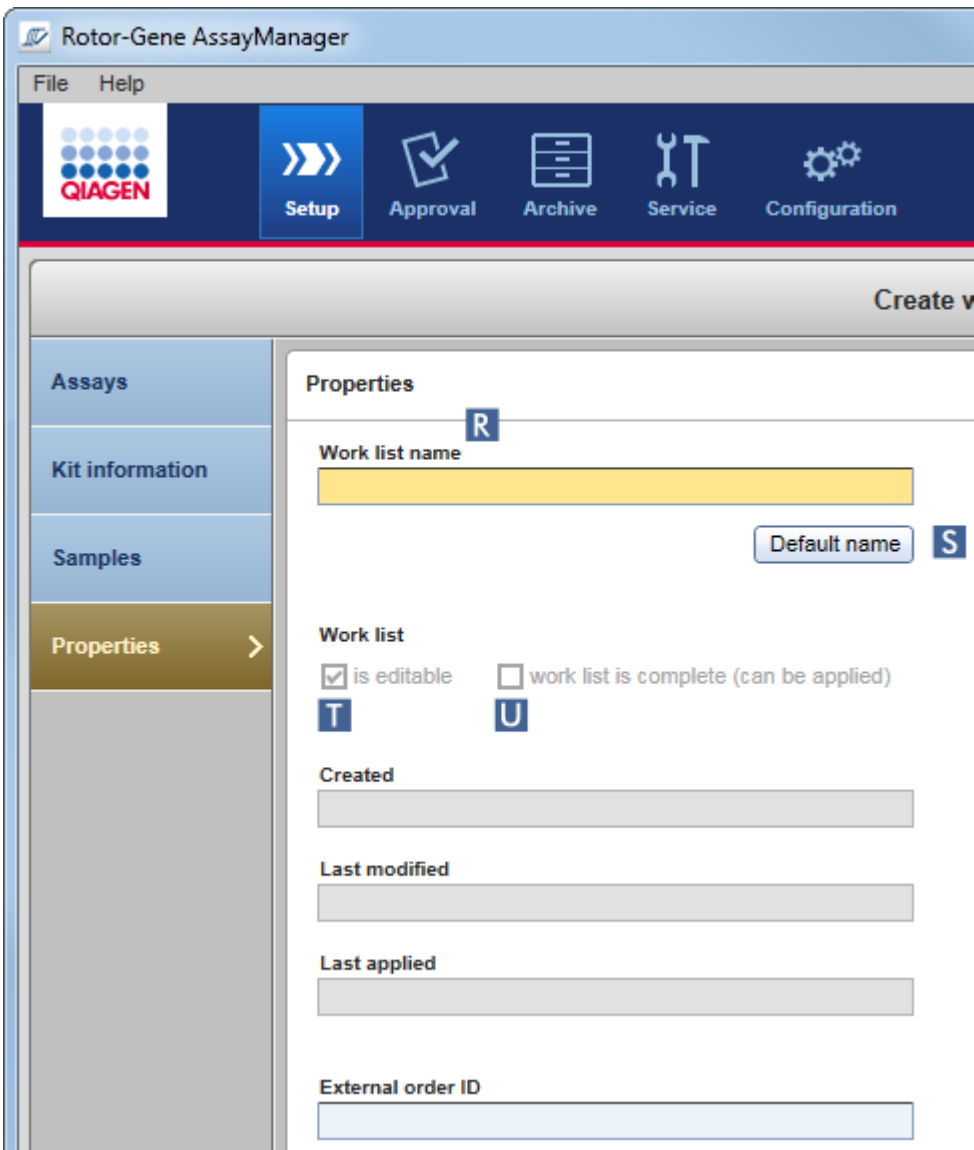 Rotor-Gene AssayManager
File Help
QIAGEN
Setup Approval Archive Service Configuration
Create w
Assays
Kit information
Samples
Properties
Properties
R
Work list name
Default name S
Work list
is editable work list is complete (can be applied)
T U
Created
Last modified
Last applied
External order ID